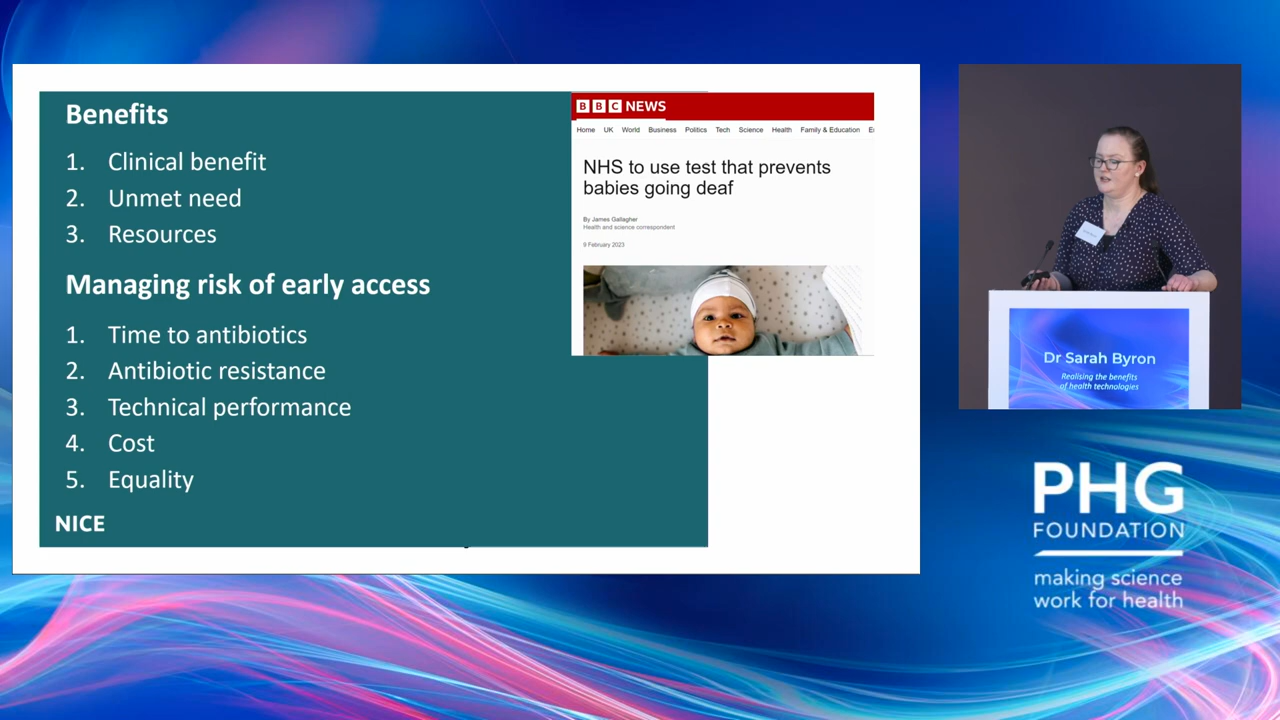 Benefits
1. Clinical benefit
2. Unmet need
3. Resources
Managing risk of early access
1. Time to antibiotics
2. Antibiotic resistance
3. Technical performance
4. Cost
5. Equality
NICE
BBC NEWS
Home UK World Business Politics Tech Science Health Family & Education
NHS to use test that prevents
babies going deaf
By James Gallagher
Health and science correspondent
9 February 2023
Dr Sarah Byron
Realising the benefits
of health technologies
PHG
FOUNDATION
making science
work for health